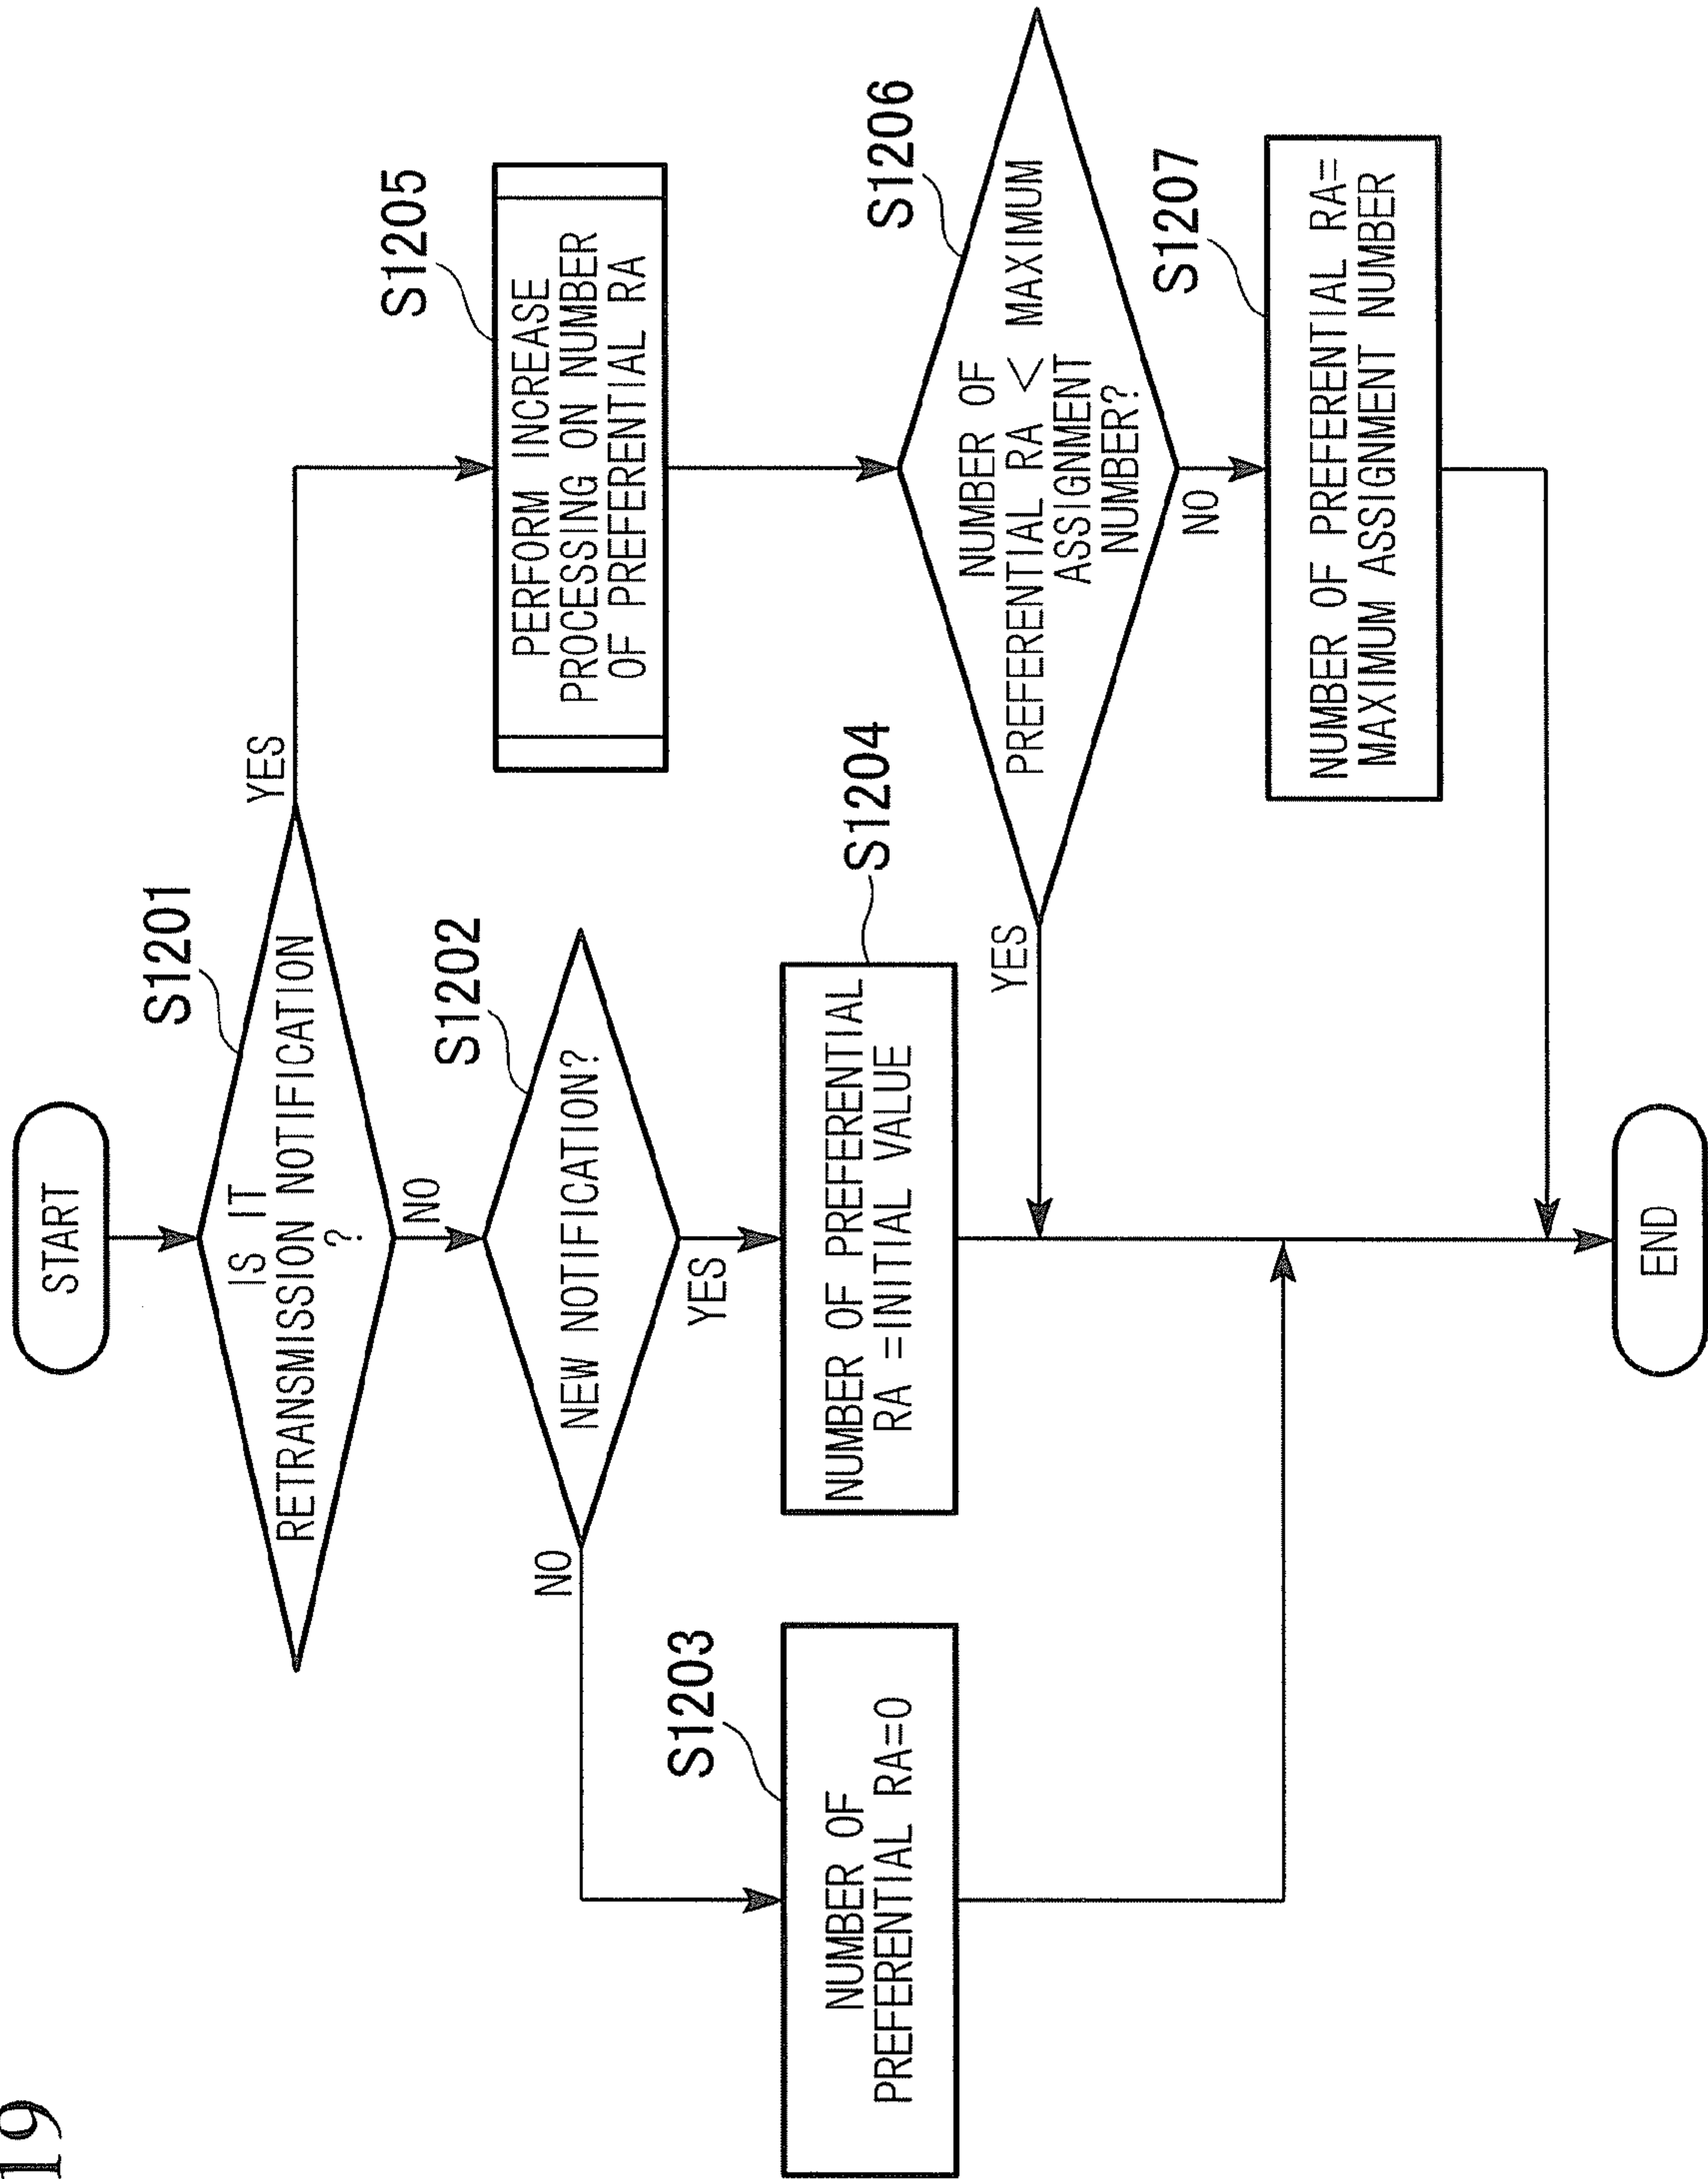 19
START
S1201
IS IT
RETRANSMISSION NOTIFICATION
?
YES
NO
S1202
NEW NOTIFICATION?
NO
YES
S1203
NUMBER OF
PREFERENTIAL RA=0
S1204
NUMBER OF PREFERENTIAL
RA =INITIAL VALUE
S1205
PERFORM INCREASE
PROCESSING ON NUMBER
OF PREFERENTIAL RA
S1206
NUMBER OF
PREFERENTIAL RA < MAXIMUM
ASSIGNMENT
NUMBER?
YES
NO
S1207
NUMBER OF PREFERENTIAL RA=
MAXIMUM ASSIGNMENT NUMBER
END